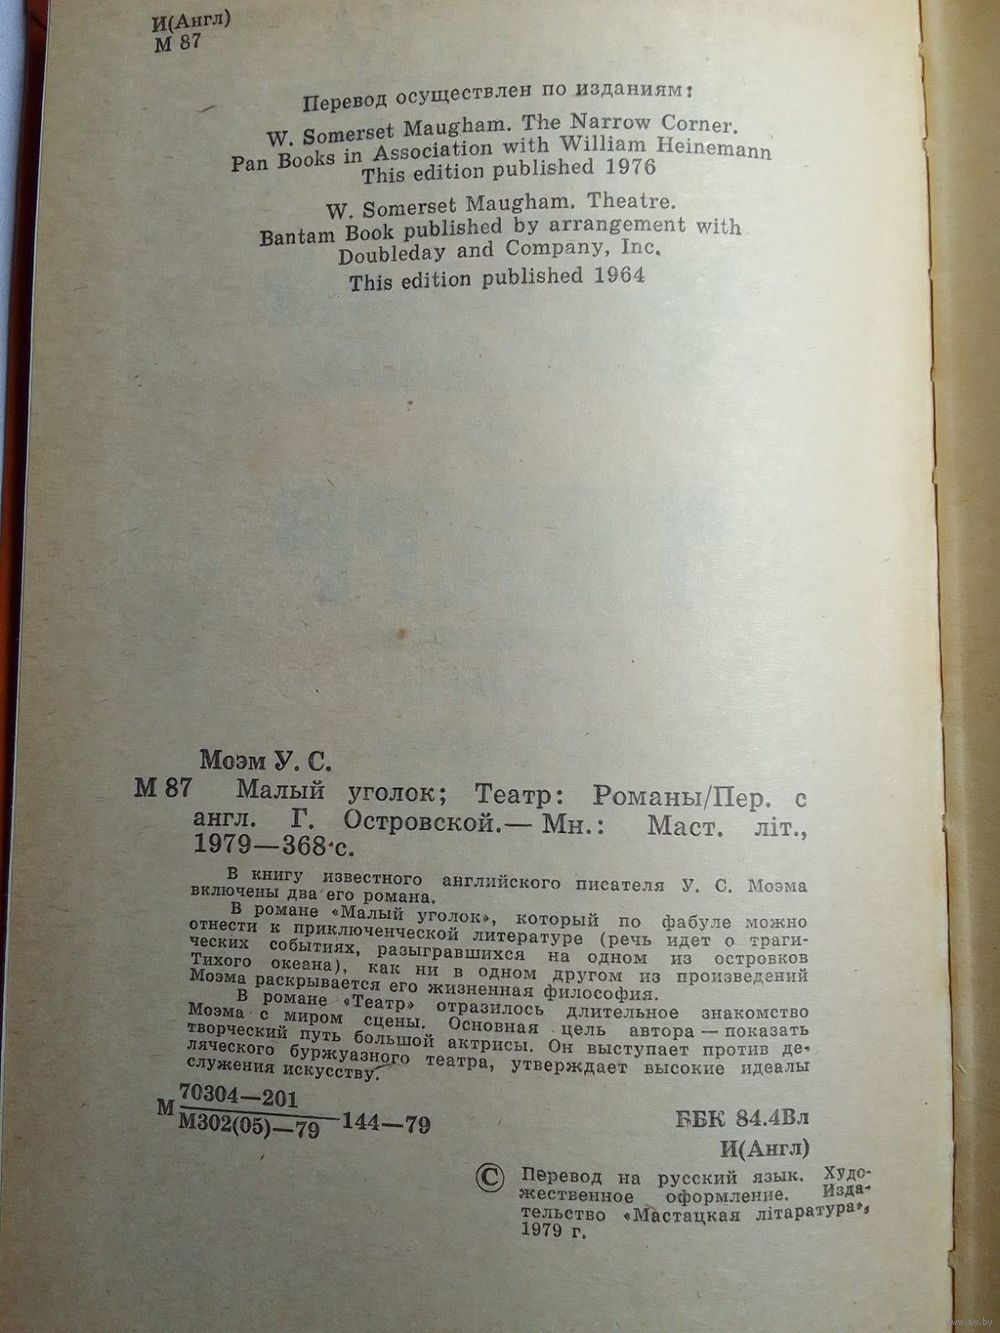 И(Англ)
М 87
Перевод осуществлен по изданиям:
W. Somerset Maugham. The Narrow Corner.
Pan Books in Association with William Heinemann
This edition published 1976
W. Somerset Maugham. Theatre.
Bantam Book published by arrangement with
Doubleday and Company, Inc.
This edition published 1964
Моэм У. С.
М 87 Малый уголок; Театр: Романы/Пер. с
англ. Г. Островской.— Мн.: Маст. літ.,
1979—368 с.
В книгу известного английского писателя У. С. Моэма
включены два его романа.
В романе «Малый уголок», который по фабуле можно
отнести к приключенческой литературе (речь идет о траги-
ческих событиях, разыгравшихся на одном из островков
Тихого океана), как ни в одном другом из произведений
Моэма раскрывается его жизненная философия.
В романе «Театр» отразилось длительное знакомство
Моэма с миром сцены. Основная цель автора — показать
творческий путь большой актрисы. Он выступает против де-
ляческого буржуазного театра, утверждает высокие идеалы
служения искусству.
М 70304—201
М302(05)—79 144—79
ББК 84.4Вл
И(Англ)
© Перевод на русский язык. Худо-
жественное оформление. Изда-
тельство «Мастацкая літаратура»,
1979 г.
www.ay.by